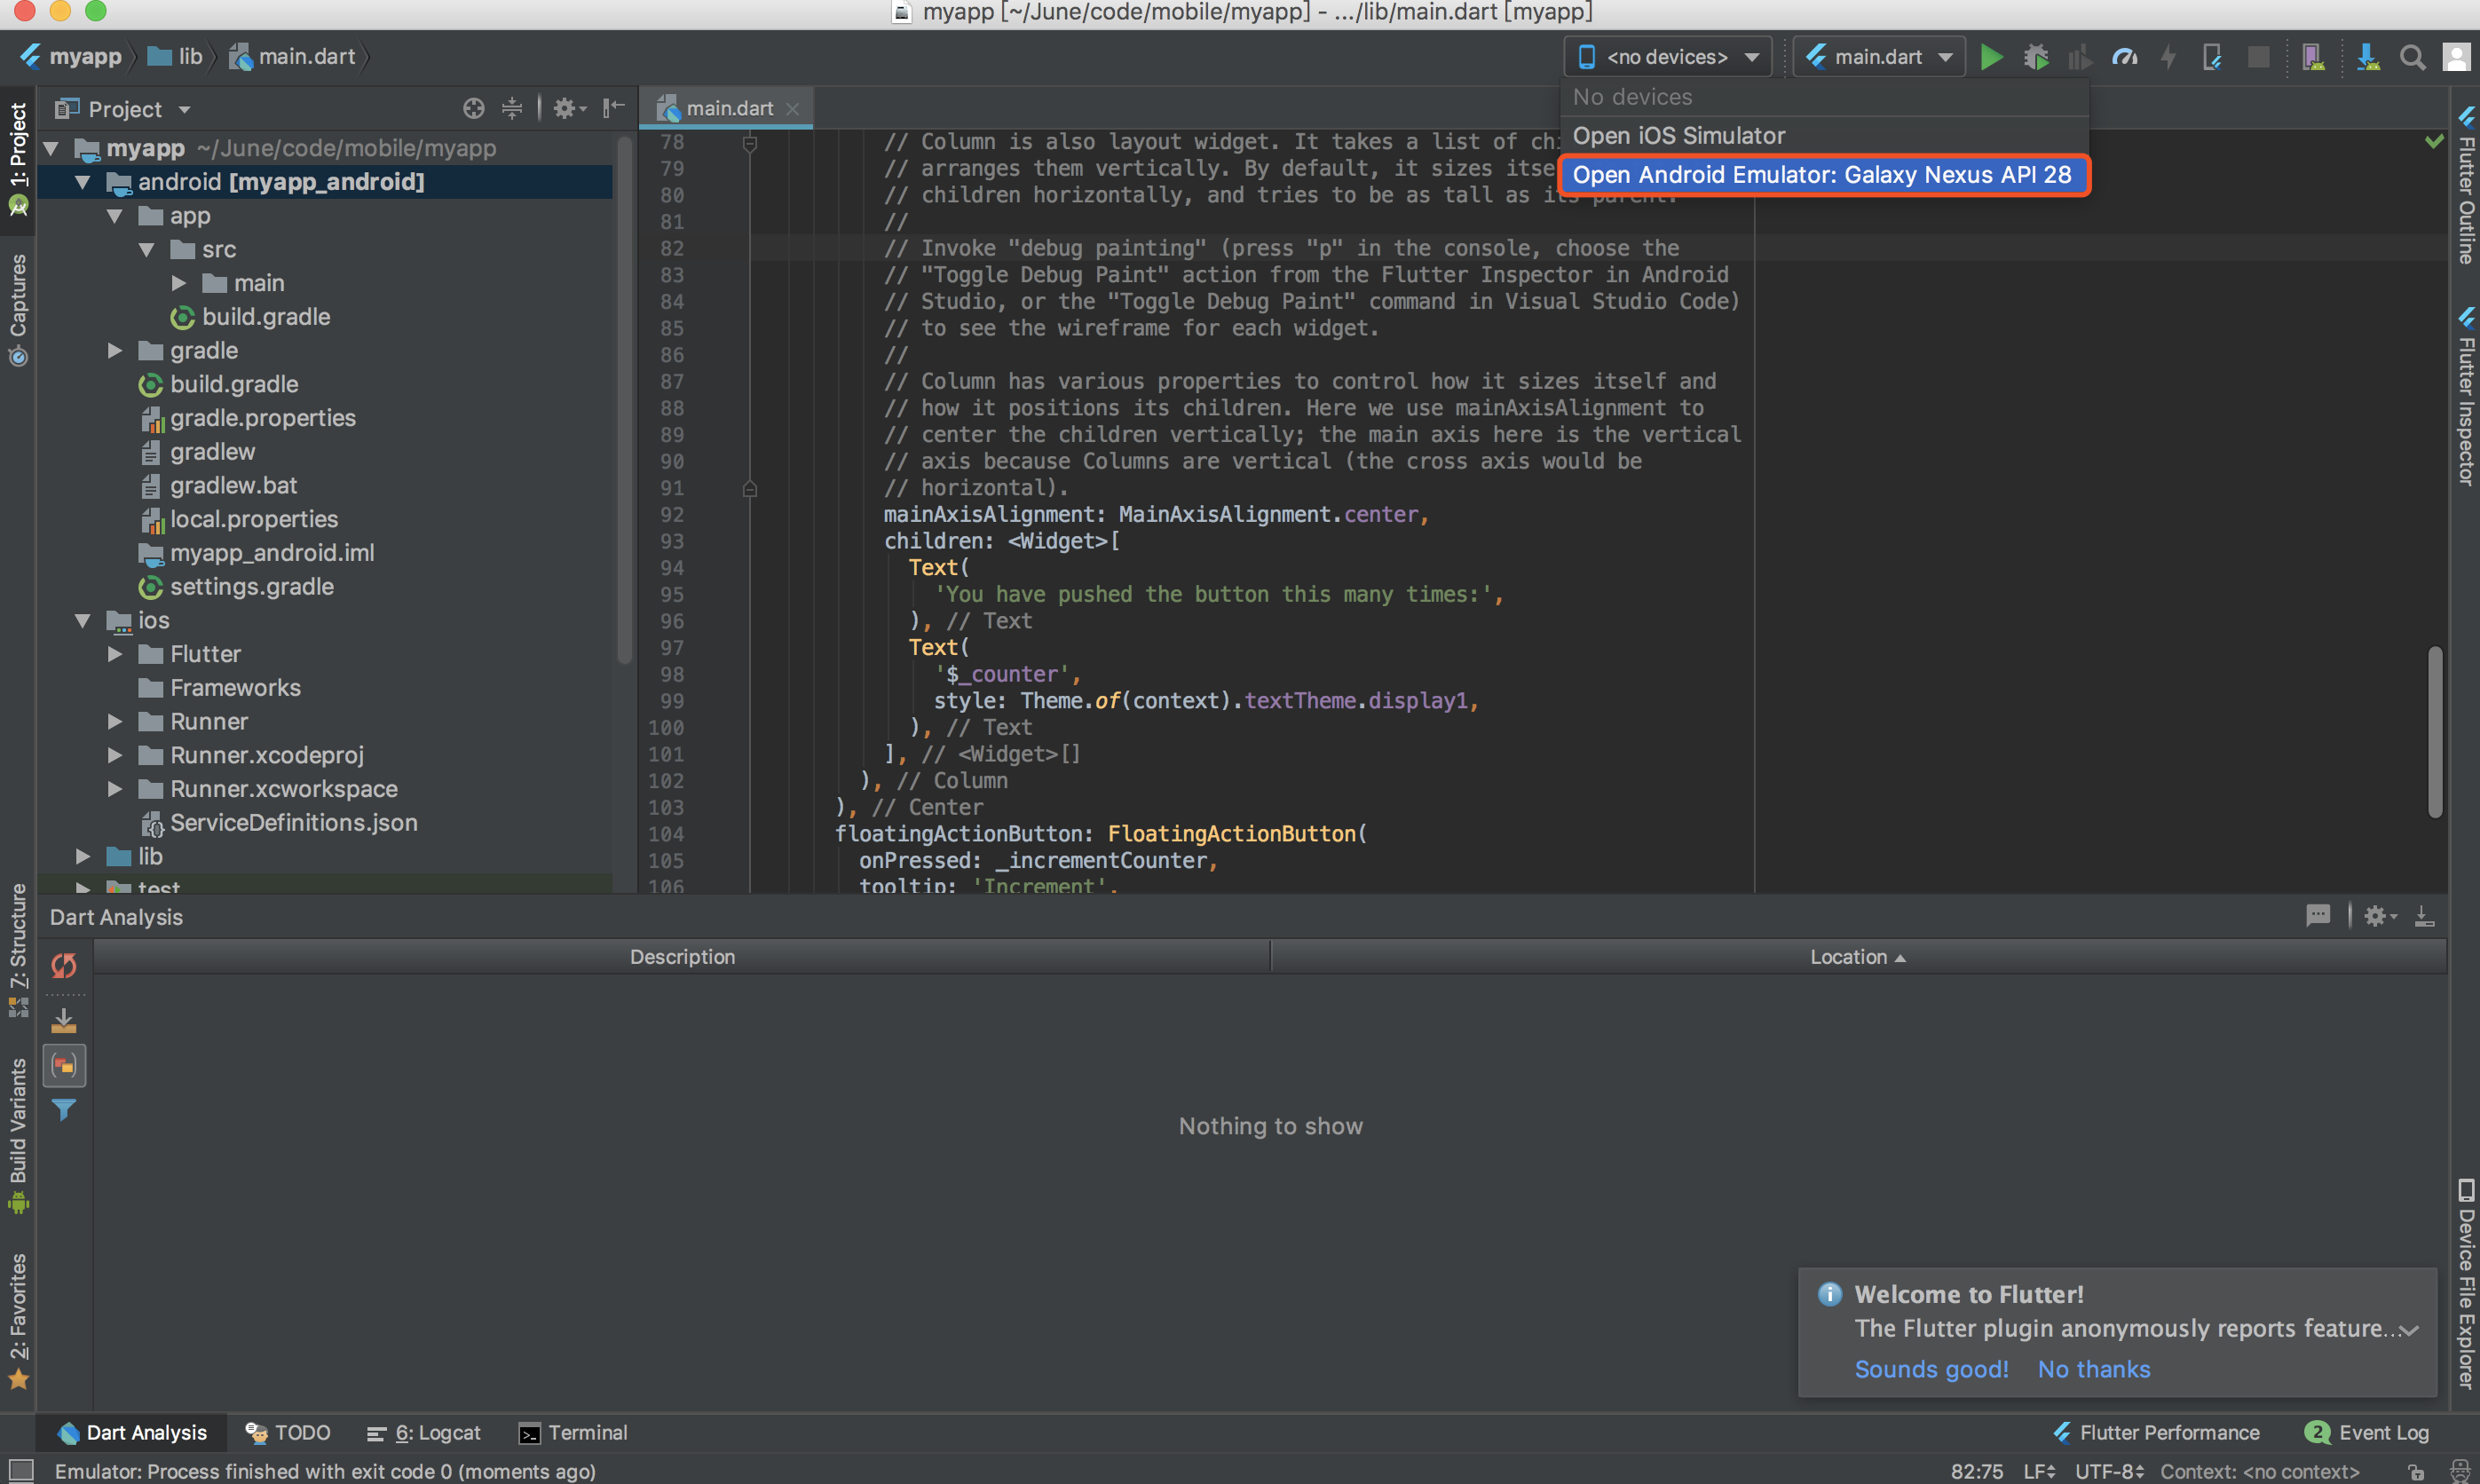 myapp [~/June/code/mobile/myapp] - .../lib/main.dart [myapp]
myapp lib main.dart
<no devices> main.dart
No devices
Open iOS Simulator
Open Android Emulator: Galaxy Nexus API 28
1: Project
Captures
Z: Structure
Build Variants
2: Favorites
Project
myapp ~/June/code/mobile/myapp
android [myapp_android]
app
src
main
build.gradle
gradle
build.gradle
gradle.properties
gradlew
gradlew.bat
local.properties
myapp_android.iml
settings.gradle
ios
Flutter
Frameworks
Runner
Runner.xcodeproj
Runner.xcworkspace
ServiceDefinitions.json
lib
test
main.dart
78 // Column is also layout widget. It takes a list of chi
79 // arranges them vertically. By default, it sizes itse
80 // children horizontally, and tries to be as tall as its parent.
81 //
82 // Invoke "debug painting" (press "p" in the console, choose the
83 // "Toggle Debug Paint" action from the Flutter Inspector in Android
84 // Studio, or the "Toggle Debug Paint" command in Visual Studio Code)
85 // to see the wireframe for each widget.
86 //
87 // Column has various properties to control how it sizes itself and
88 // how it positions its children. Here we use mainAxisAlignment to
89 // center the children vertically; the main axis here is the vertical
90 // axis because Columns are vertical (the cross axis would be
91 // horizontal).
92 mainAxisAlignment: MainAxisAlignment.center,
93 children: <Widget>[
94 Text(
95 'You have pushed the button this many times:',
96 ), // Text
97 Text(
98 '$_counter',
99 style: Theme.of(context).textTheme.display1,
100 ), // Text
101 ], // <Widget>[]
102 ), // Column
103 ), // Center
104 floatingActionButton: FloatingActionButton(
105 onPressed: _incrementCounter,
106 tooltip: 'Increment',
Flutter Outline
Flutter Inspector
Device File Explorer
Dart Analysis
Description Location
Nothing to show
Welcome to Flutter!
The Flutter plugin anonymously reports feature...
Sounds good! No thanks
Dart Analysis TODO 6: Logcat Terminal Flutter Performance 2 Event Log
Emulator: Process finished with exit code 0 (moments ago) 82:75 LF UTF-8 Context: <no context>